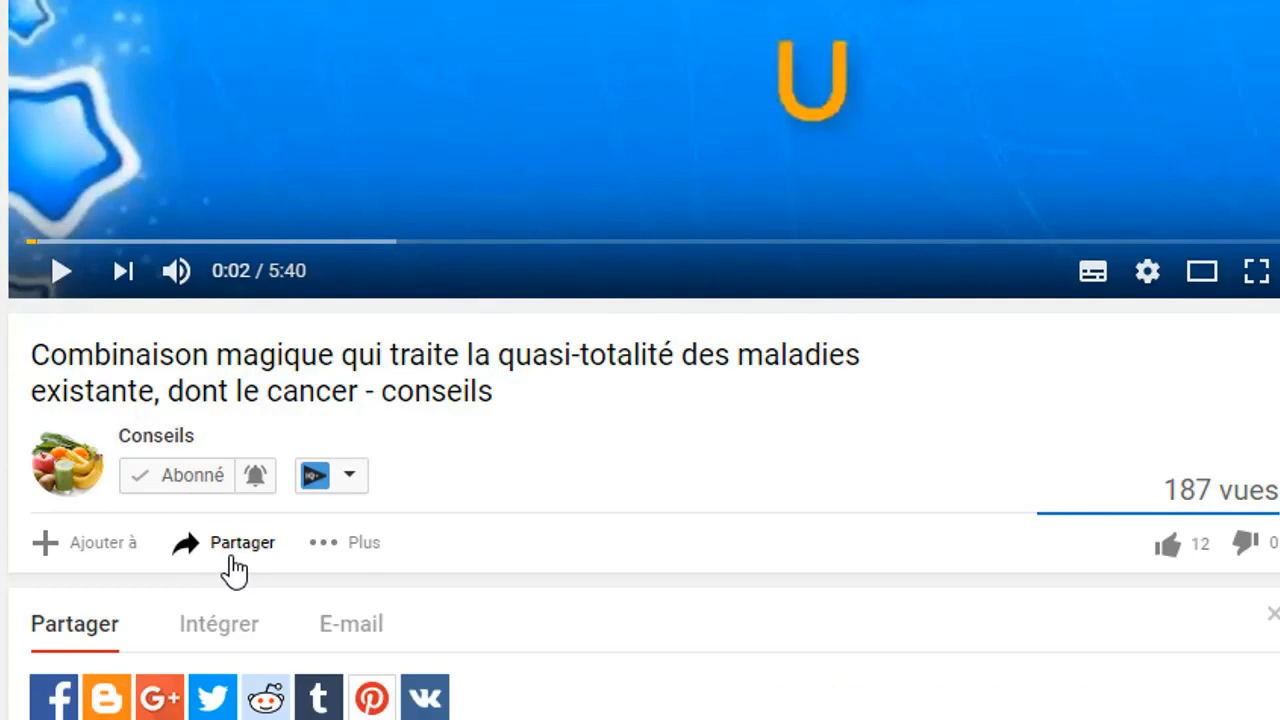 U
0:02 / 5:40
Combinaison magique qui traite la quasi-totalité des maladies
existante, dont le cancer - conseils
Conseils
Abonné
187 vues
Ajouter à
Partager
Plus
12
0
Partager
Intégrer
E-mail